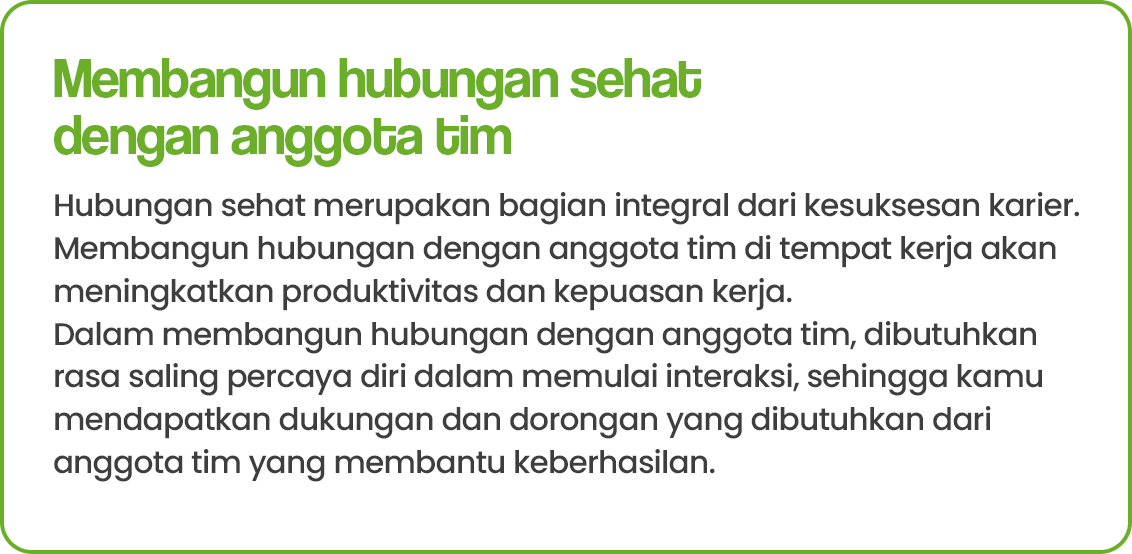 Membangun hubungan sehat
dengan anggota tim
Hubungan sehat merupakan bagian integral dari kesuksesan karier.
Membangun hubungan dengan anggota tim di tempat kerja akan
meningkatkan produktivitas dan kepuasan kerja.
Dalam membangun hubungan dengan anggota tim, dibutuhkan
rasa saling percaya diri dalam memulai interaksi, sehingga kamu
mendapatkan dukungan dan dorongan yang dibutuhkan dari
anggota tim yang membantu keberhasilan.